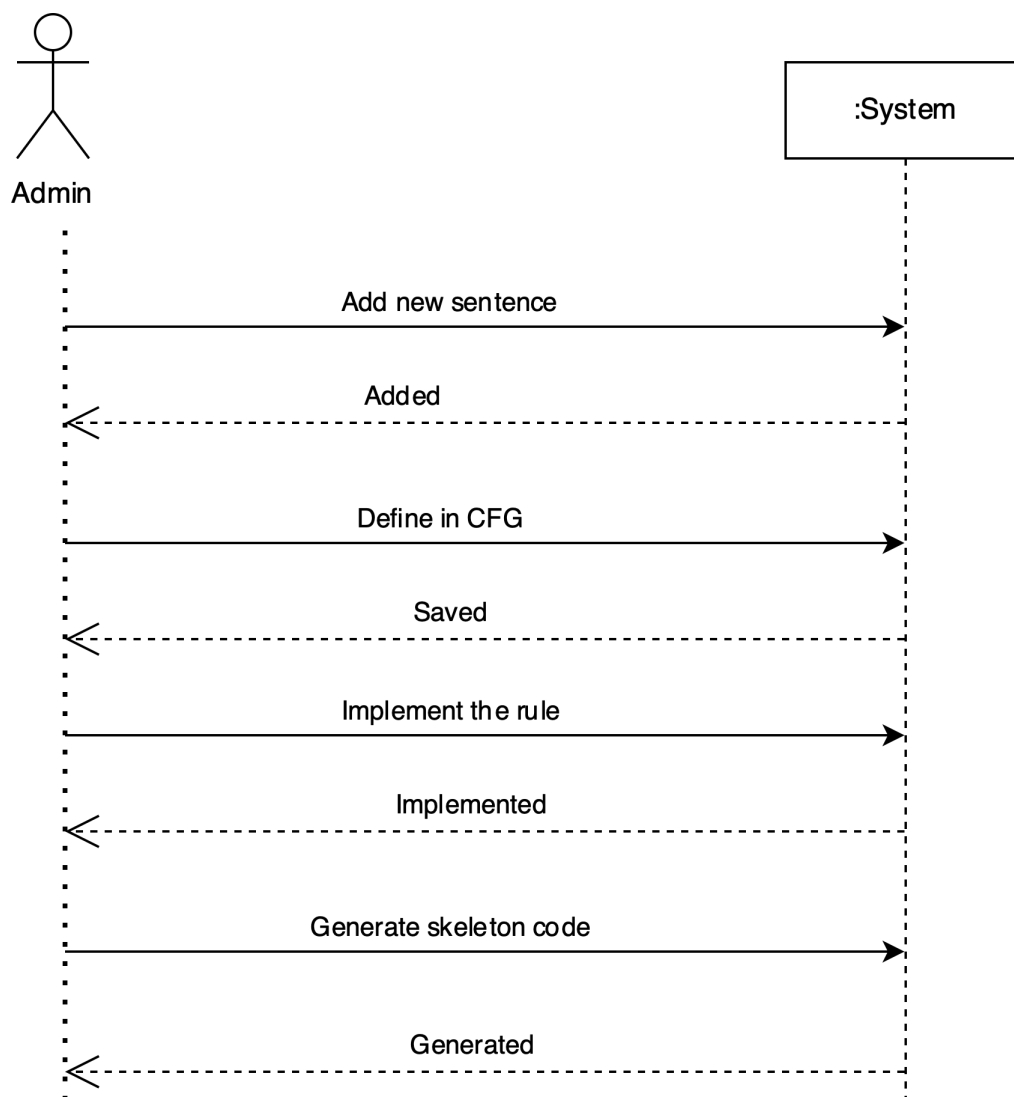 :System
Admin
Add new sentence
Added
Define in CFG
Saved
Implement the rule
Implemented
Generate skeleton code
Generated